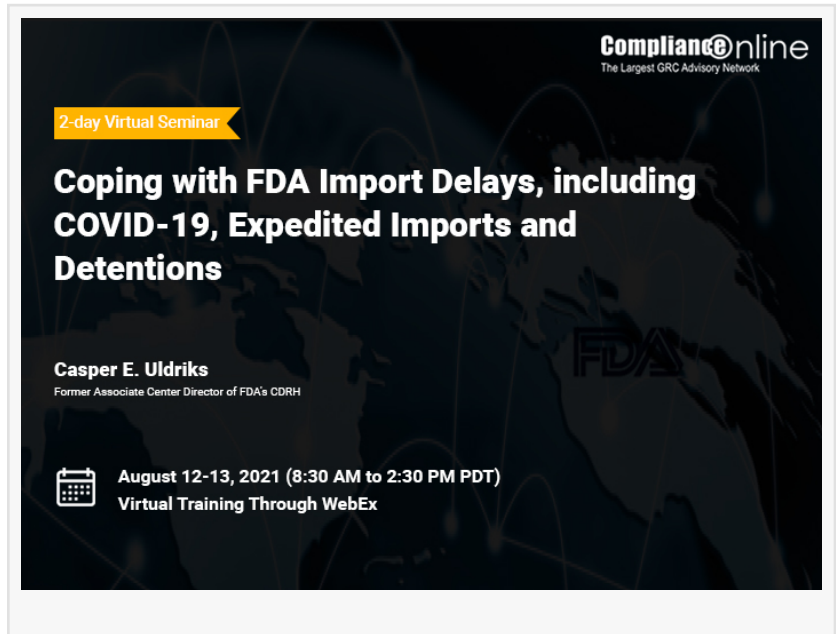 Complianc@nline
The Largest GRC Advisory Network
2-day Virtual Seminar
Coping with FDA Import Delays, including
COVID-19, Expedited Imports and
Detentions
FDA
Casper E. Uldriks
Former Associate Center Director of FDA's CDRH
August 12-13, 2021 (8:30 AM to 2:30 PM PDT)
Virtual Training Through WebEx